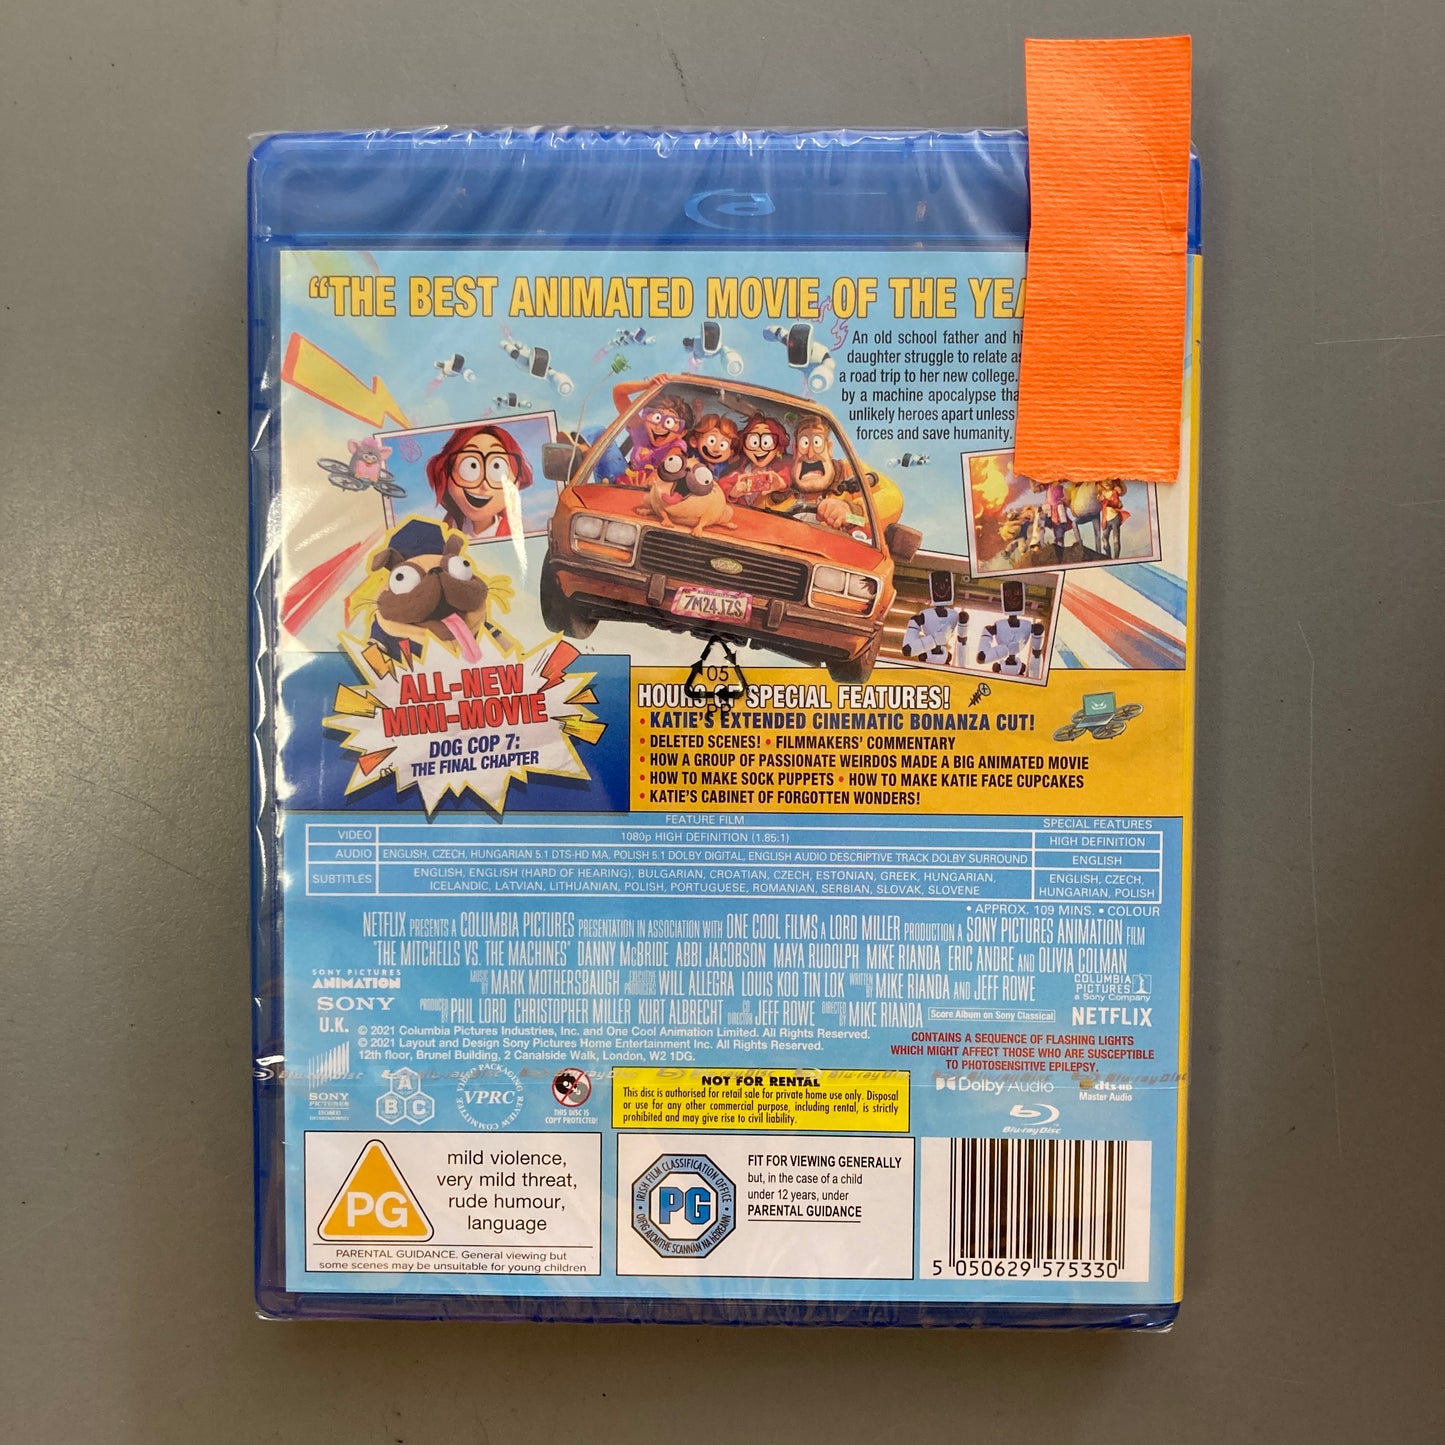 “THE BEST ANIMATED MOVIE OF THE
An old school father and
daughter struggle to relate
a road trip to her new college.
by a machine apocalypse
unlikely heroes apart unless
forces and save humanity.
7M24JZS
05
PP
ALL-NEW
MINI-MOVIE
DOG COP 7:
THE FINAL CHAPTER
HOURS OF SPECIAL FEATURES!
• KATIE'S EXTENDED CINEMATIC BONANZA CUT!
• DELETED SCENES! • FILMMAKERS' COMMENTARY
• HOW A GROUP OF PASSIONATE WEIRDOS MADE A BIG ANIMATED MOVIE
• HOW TO MAKE SOCK PUPPETS • HOW TO MAKE KATIE FACE CUPCAKES
• KATIE'S CABINET OF FORGOTTEN WONDERS!
FEATURE FILM SPECIAL FEATURES
VIDEO 1080p HIGH DEFINITION (1.85:1) HIGH DEFINITION
AUDIO ENGLISH, CZECH, HUNGARIAN 5.1 DTS-HD MA, POLISH 5.1 DOLBY DIGITAL, ENGLISH AUDIO DESCRIPTIVE TRACK DOLBY SURROUND ENGLISH
SUBTITLES ENGLISH, ENGLISH (HARD OF HEARING), BULGARIAN, CROATIAN, CZECH, ESTONIAN, GREEK, HUNGARIAN,
ICELANDIC, LATVIAN, LITHUANIAN, POLISH, PORTUGUESE, ROMANIAN, SERBIAN, SLOVAK, SLOVENE
ENGLISH, CZECH,
HUNGARIAN, POLISH
• APPROX. 109 MINS. • COLOUR
NETFLIX PRESENTS A COLUMBIA PICTURES PRESENTATION IN ASSOCIATION WITH ONE COOL FILMS A LORD MILLER PRODUCTION A SONY PICTURES ANIMATION FILM
"THE MITCHELLS VS. THE MACHINES" DANNY McBRIDE ABBI JACOBSON MAYA RUDOLPH MIKE RIANDA ERIC ANDRE AND OLIVIA COLMAN
MUSIC BY MARK MOTHERSBAUGH EXECUTIVE PRODUCERS WILL ALLEGRA LOUIS KOO TIN LOK WRITTEN BY MIKE RIANDA AND JEFF ROWE
PRODUCED BY PHIL LORD CHRISTOPHER MILLER KURT ALBRECHT CO DIRECTOR JEFF ROWE DIRECTED BY MIKE RIANDA
Score Album on Sony Classical
SONY PICTURES
ANIMATION
SONY
U.K.
COLUMBIA
PICTURES
a Sony Company
NETFLIX
© 2021 Columbia Pictures Industries, Inc. and One Cool Animation Limited. All Rights Reserved.
© 2021 Layout and Design Sony Pictures Home Entertainment Inc. All Rights Reserved.
12th floor, Brunel Building, 2 Canalside Walk, London, W2 1DG.
CONTAINS A SEQUENCE OF FLASHING LIGHTS
WHICH MIGHT AFFECT THOSE WHO ARE SUSCEPTIBLE
TO PHOTOSENSITIVE EPILEPSY.
SONY
PICTURES
HOME
ENTERTAINMENT
A
B C
VIDEO PACKAGING REVIEW COMMITTEE
VPRC
THIS DISC IS
COPY PROTECTED!
NOT FOR RENTAL
This disc is authorised for retail sale for private home use only. Disposal
or use for any other commercial purpose, including rental, is strictly
prohibited and may give rise to civil liability.
Dolby Audio
dts-HD
Master Audio
Blu-ray Disc
PG
mild violence,
very mild threat,
rude humour,
language
PARENTAL GUIDANCE. General viewing but
some scenes may be unsuitable for young children
IRISH FILM CLASSIFICATION OFFICE
PG
OIFIG AICMITHE SCANNÁN NA hÉIREANN
FIT FOR VIEWING GENERALLY
but, in the case of a child
under 12 years, under
PARENTAL GUIDANCE
5 050629 575330